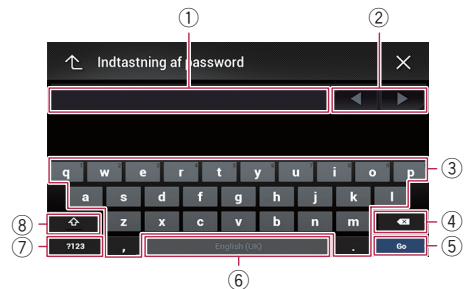 ① ②
Indtastning af password
q w e r t y u i o p ③
a s d f g h j k l
⑧ z x c v b n m ④
⑦ ?123 , English (UK) . Go ⑤
⑥